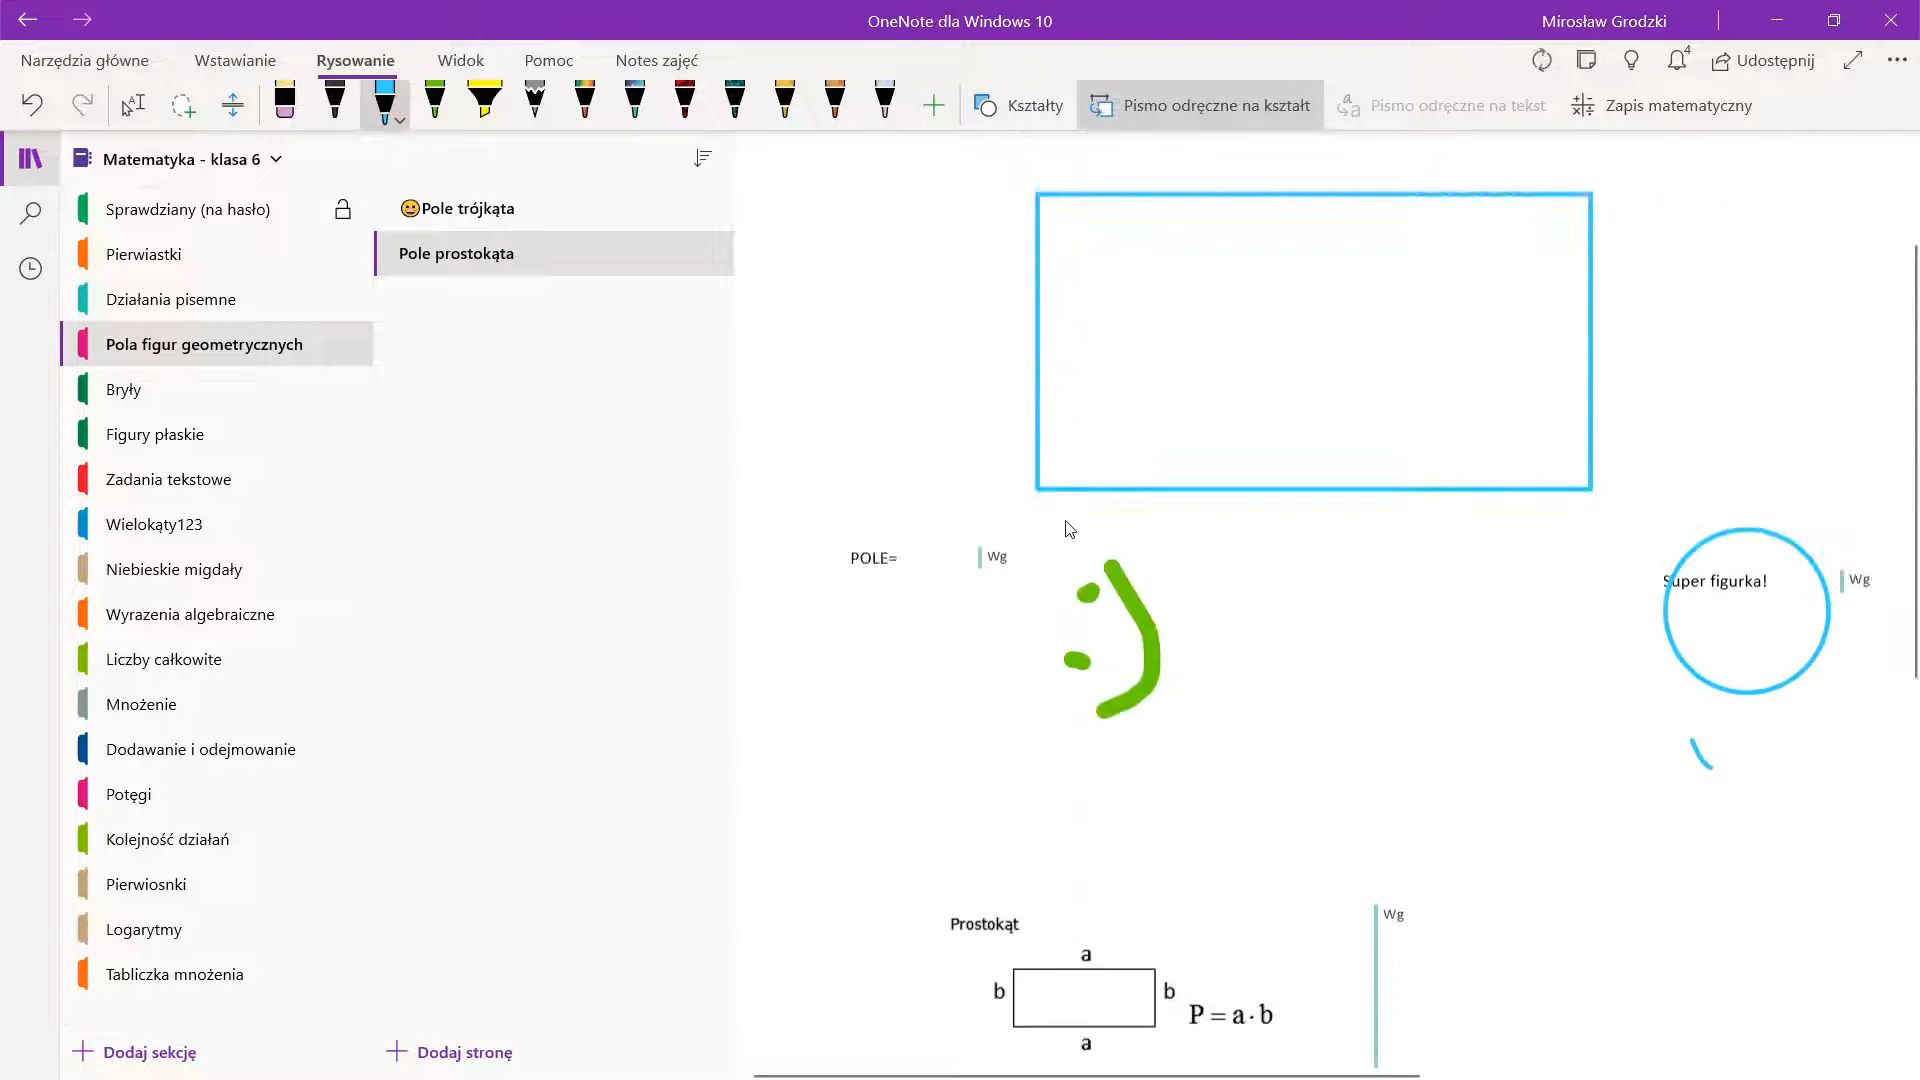 OneNote dla Windows 10
Mirosław Grodzki
Narzędzia główne
Wstawianie
Rysowanie
Widok
Pomoc
Notes zajęć
4
Udostępnij
Kształty
Pismo odręczne na kształt
Pismo odręczne na tekst
Zapis matematyczny
Matematyka - klasa 6
Sprawdziany (na hasło)
Pierwiastki
Działania pisemne
Pola figur geometrycznych
Bryły
Figury płaskie
Zadania tekstowe
Wielokąty123
Niebieskie migdały
Wyrazenia algebraiczne
Liczby całkowite
Mnożenie
Dodawanie i odejmowanie
Potęgi
Kolejność działań
Pierwiosnki
Logarytmy
Tabliczka mnożenia
Dodaj sekcję
😀Pole trójkąta
Pole prostokąta
Dodaj stronę
POLE=
Wg
Super figurka!
Wg
Prostokąt
Wg
a
b
b
P = a · b
a